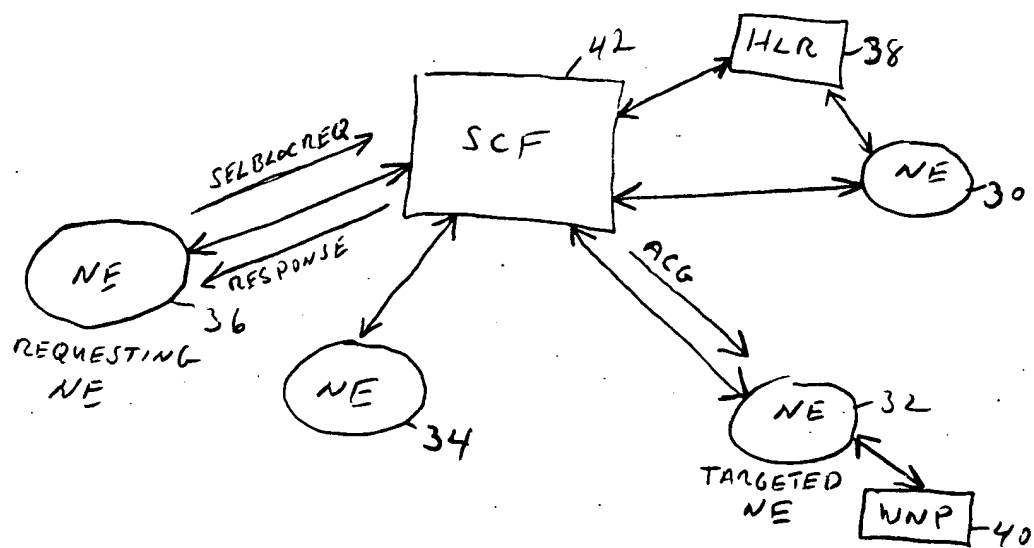 42
HLR
38
SCF
SELBLOCREQ
NE
30
RESPONSE
ACG
NE
36
REQUESTING
NE
NE
34
NE
32
TARGETED
NE
WNP
40